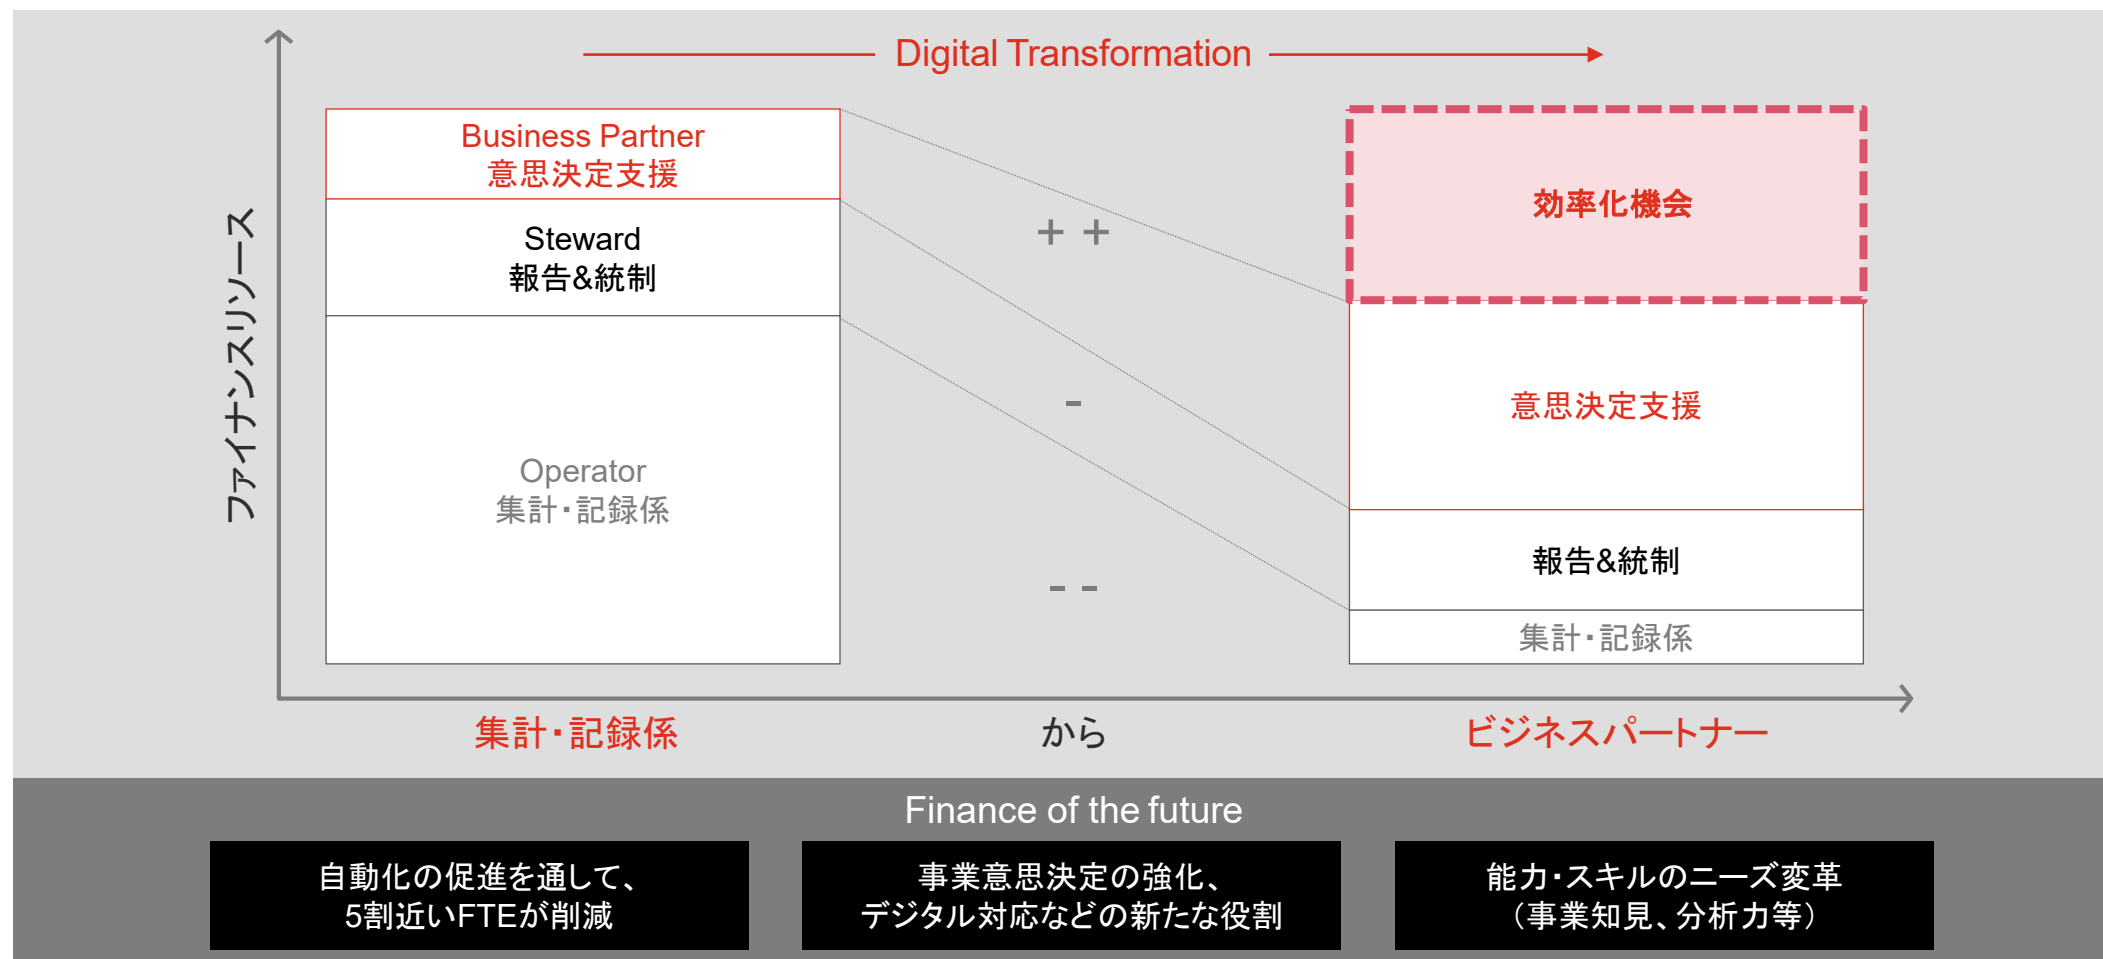 Digital Transformation
ファイナンスリソース
Business Partner
意思決定支援
Steward
報告&統制
Operator
集計・記録係
+ +
-
- -
効率化機会
意思決定支援
報告&統制
集計・記録係
集計・記録係
から
ビジネスパートナー
Finance of the future
自動化の促進を通して、
5割近いFTEが削減
事業意思決定の強化、
デジタル対応などの新たな役割
能力・スキルのニーズ変革
（事業知見、分析力等）